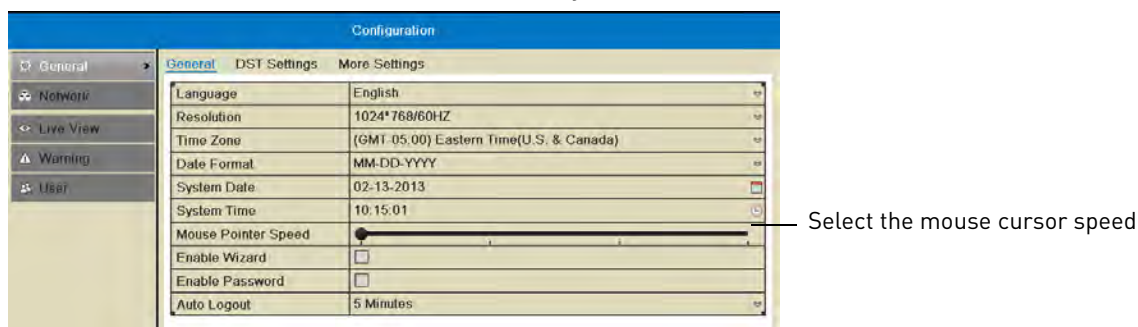 Configuration
General
Network
Live View
Warning
User
General DST Settings More Settings
Language English
Resolution 1024*768/60HZ
Time Zone (GMT-05:00) Eastern Time(U.S. & Canada)
Date Format MM-DD-YYYY
System Date 02-13-2013
System Time 10:15:01
Mouse Pointer Speed
Enable Wizard
Enable Password
Auto Logout 5 Minutes
Select the mouse cursor speed